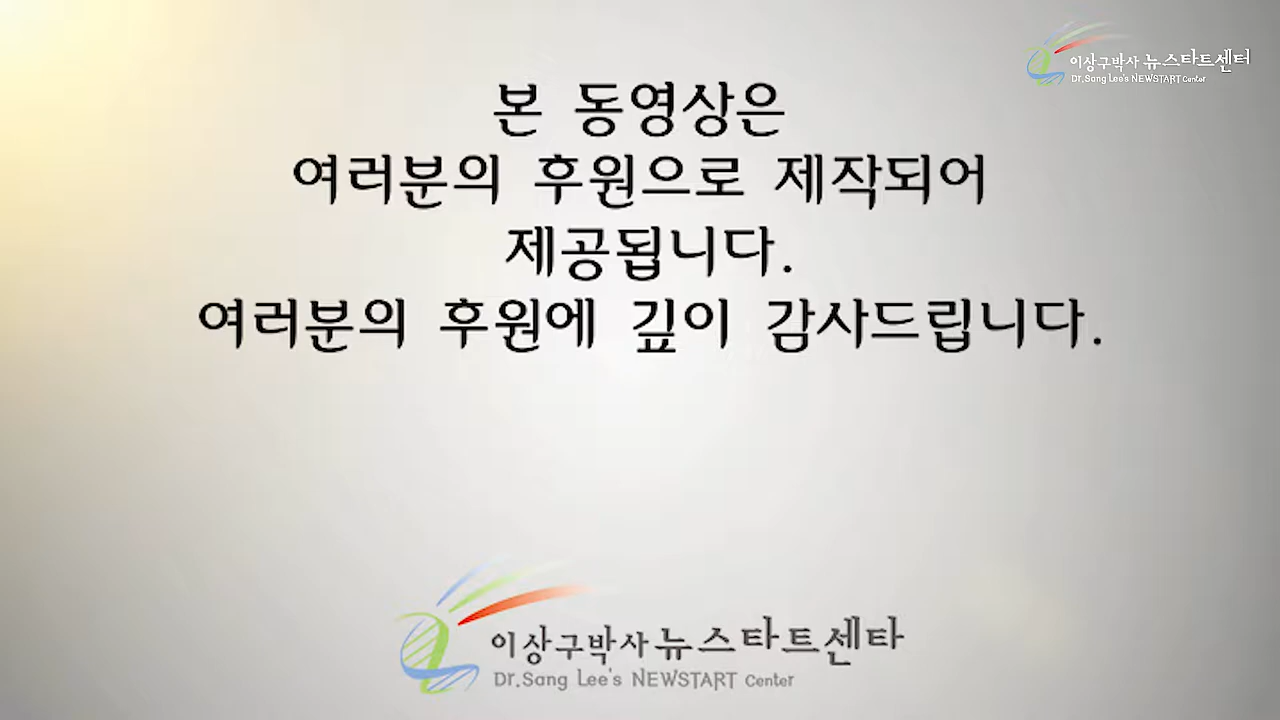 이상구박사 뉴스타트센터
Dr.Sang Lee's NEWSTART Center
본 동영상은
여러분의 후원으로 제작되어
제공됩니다.
여러분의 후원에 깊이 감사드립니다.
이상구박사 뉴스타트센타
Dr.Sang Lee's NEWSTART Center